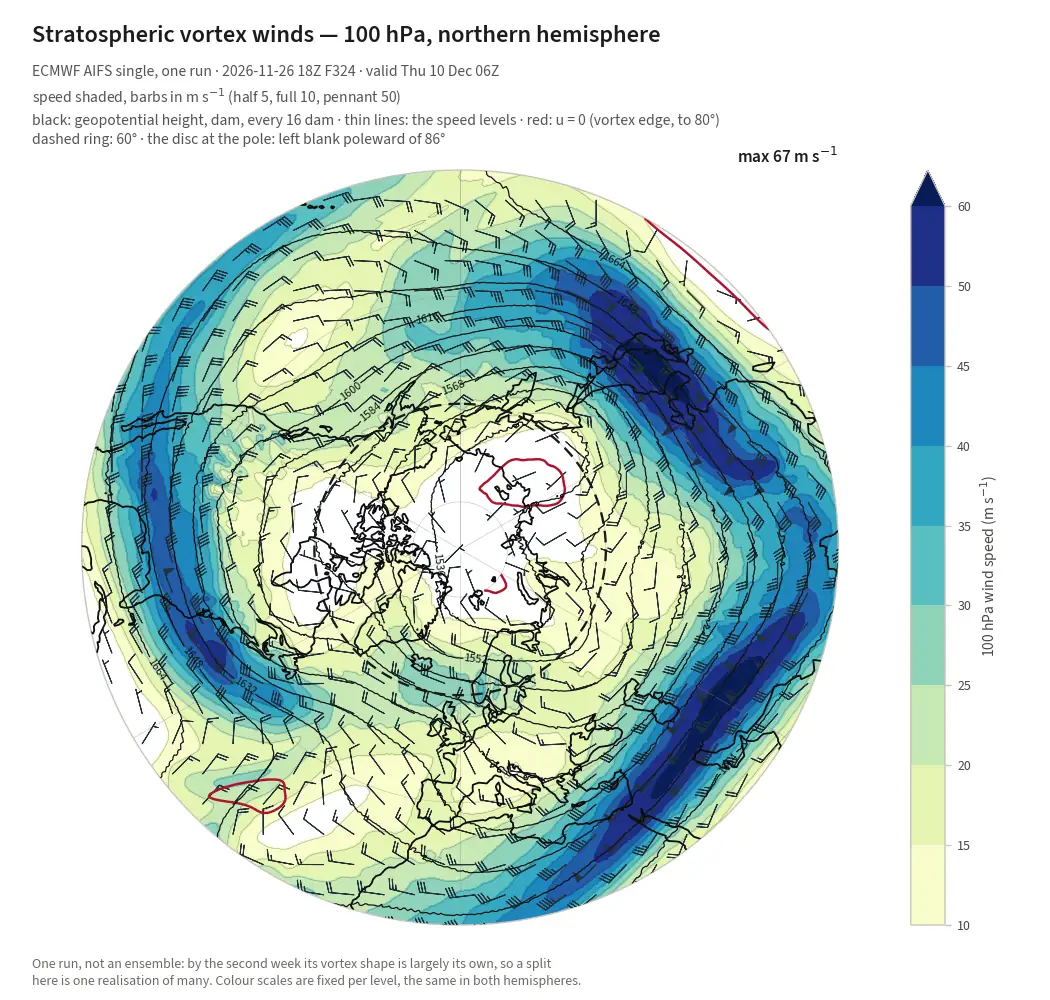 Stratospheric vortex winds — 100 hPa, northern hemisphere
ECMWF AIFS single, one run · 2026-11-26 18Z F324 · valid Thu 10 Dec 06Z
speed shaded, barbs in m s⁻¹ (half 5, full 10, pennant 50)
black: geopotential height, dam, every 16 dam · thin lines: the speed levels · red: u = 0 (vortex edge, to 80°)
dashed ring: 60° · the disc at the pole: left blank poleward of 86°
max 67 m s⁻¹
60
50
45
40
35
30
25
20
15
10
100 hPa wind speed (m s⁻¹)
1664
1648
1600
1584
1568
1552
1664
1632
One run, not an ensemble: by the second week its vortex shape is largely its own, so a split
here is one realisation of many. Colour scales are fixed per level, the same in both hemispheres.